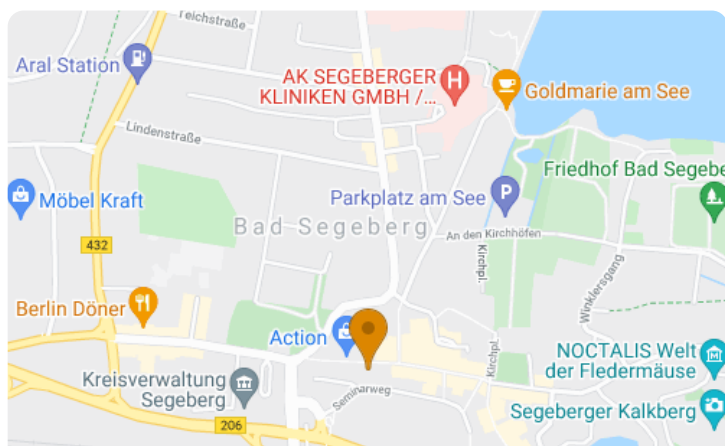 Teichstraße
Aral Station
AK SEGEBERGER
KLINIKEN GMBH /...
Goldmarie am See
Lindenstraße
Friedhof Bad Segebe
Möbel Kraft
Parkplatz am See
Bad Segeberg
An den Kirchhöfen
432
Kirchpl.
Winklersgang
Berlin Döner
Action
Kirchpl.
NOCTALIS Welt
der Fledermäuse
Kreisverwaltung
Segeberg
Seminarweg
Segeberger Kalkberg
206